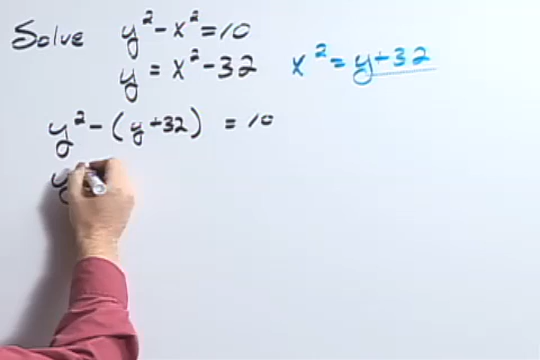 Solve y² - x² = 10
y = x² - 32 x² = y + 32
y² - (y + 32) = 10
y